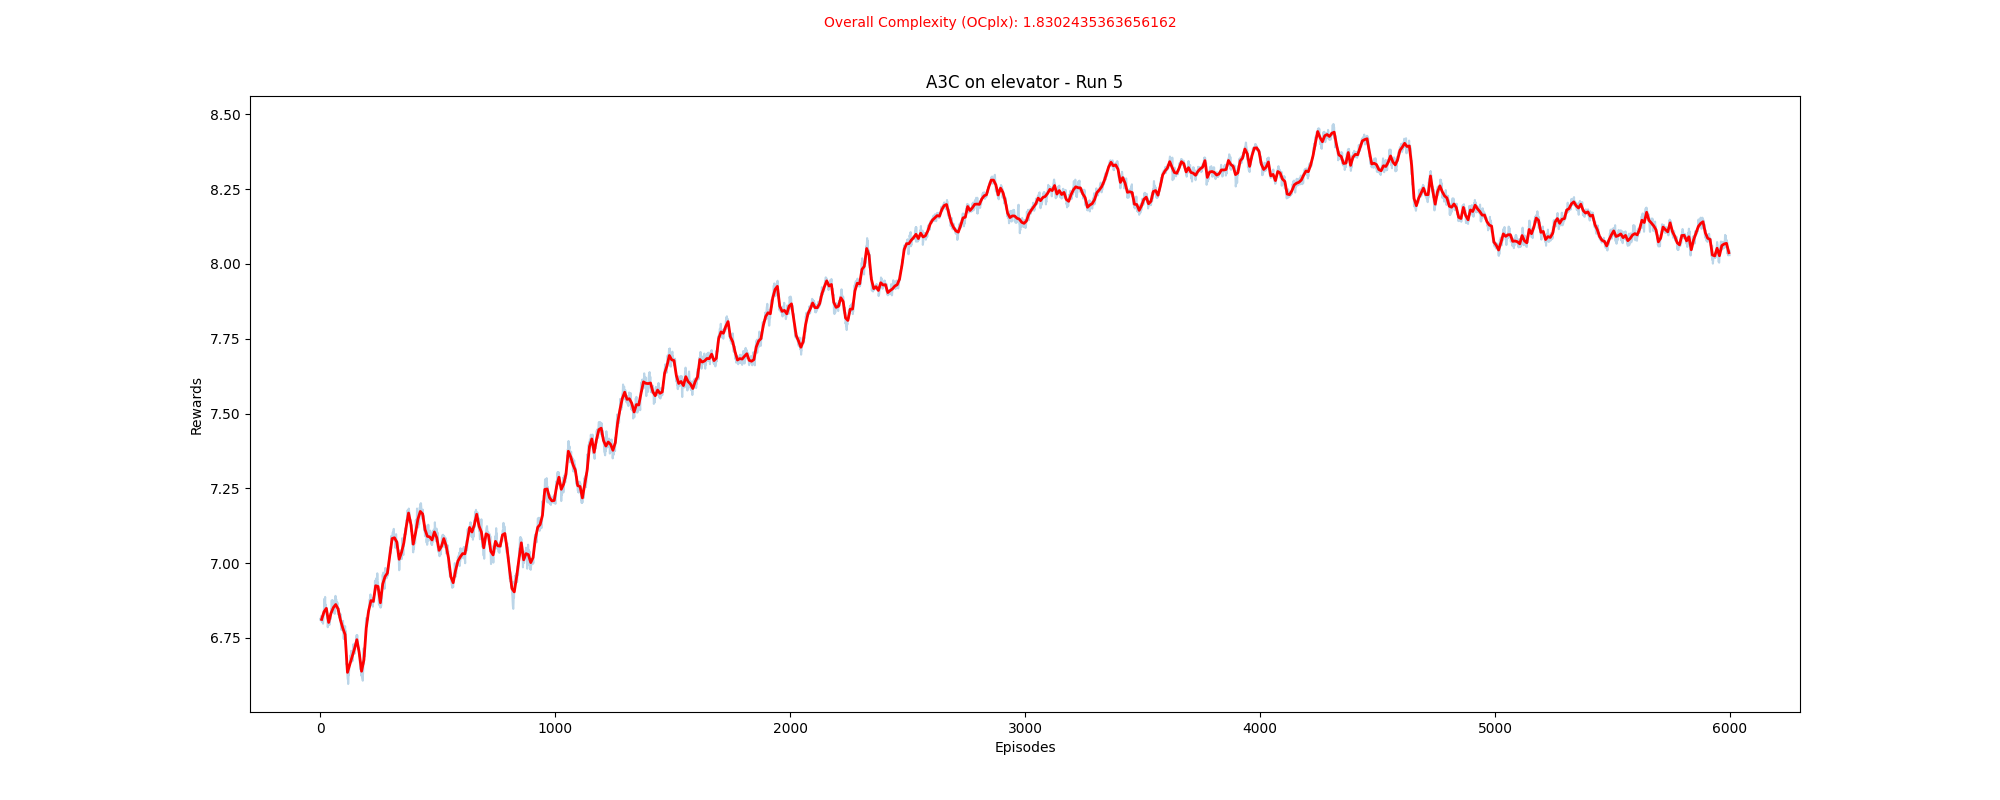 Overall Complexity (OCplx): 1.8302435363656162
A3C on elevator - Run 5
8.50
8.25
8.00
7.75
7.50
7.25
7.00
6.75
Rewards
0 1000 2000 3000 4000 5000 6000
Episodes